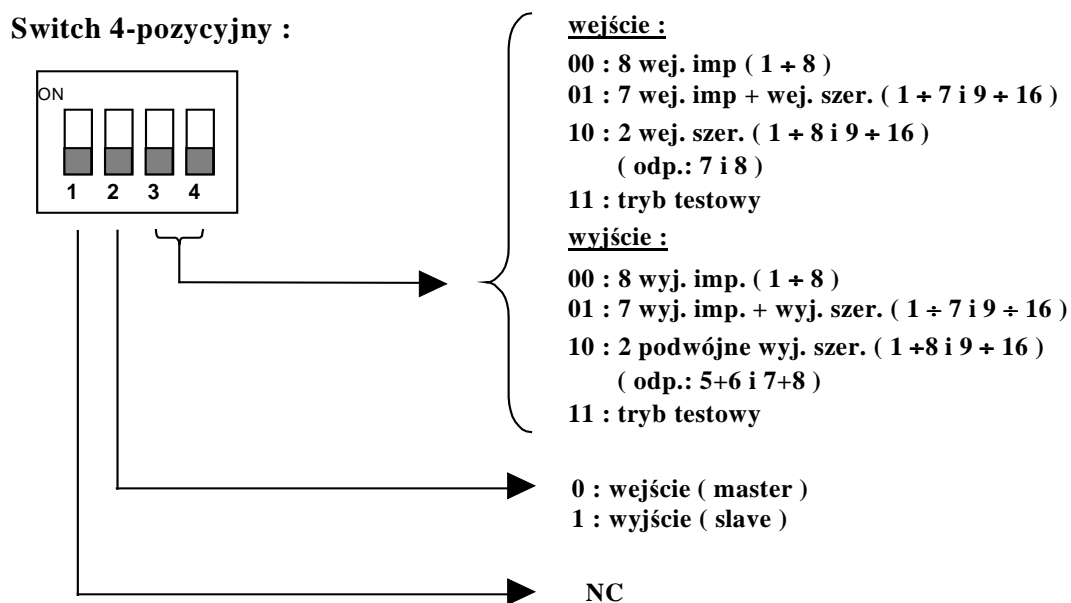 Switch 4-pozycyjny :
ON
1 2 3 4
wejście :
00 : 8 wej. imp ( 1 ÷ 8 )
01 : 7 wej. imp + wej. szer. ( 1 ÷ 7 i 9 ÷ 16 )
10 : 2 wej. szer. ( 1 ÷ 8 i 9 ÷ 16 )
( odp.: 7 i 8 )
11 : tryb testowy
wyjście :
00 : 8 wyj. imp. ( 1 ÷ 8 )
01 : 7 wyj. imp. + wyj. szer. ( 1 ÷ 7 i 9 ÷ 16 )
10 : 2 podwójne wyj. szer. ( 1 ÷8 i 9 ÷ 16 )
( odp.: 5+6 i 7+8 )
11 : tryb testowy
0 : wejście ( master )
1 : wyjście ( slave )
NC